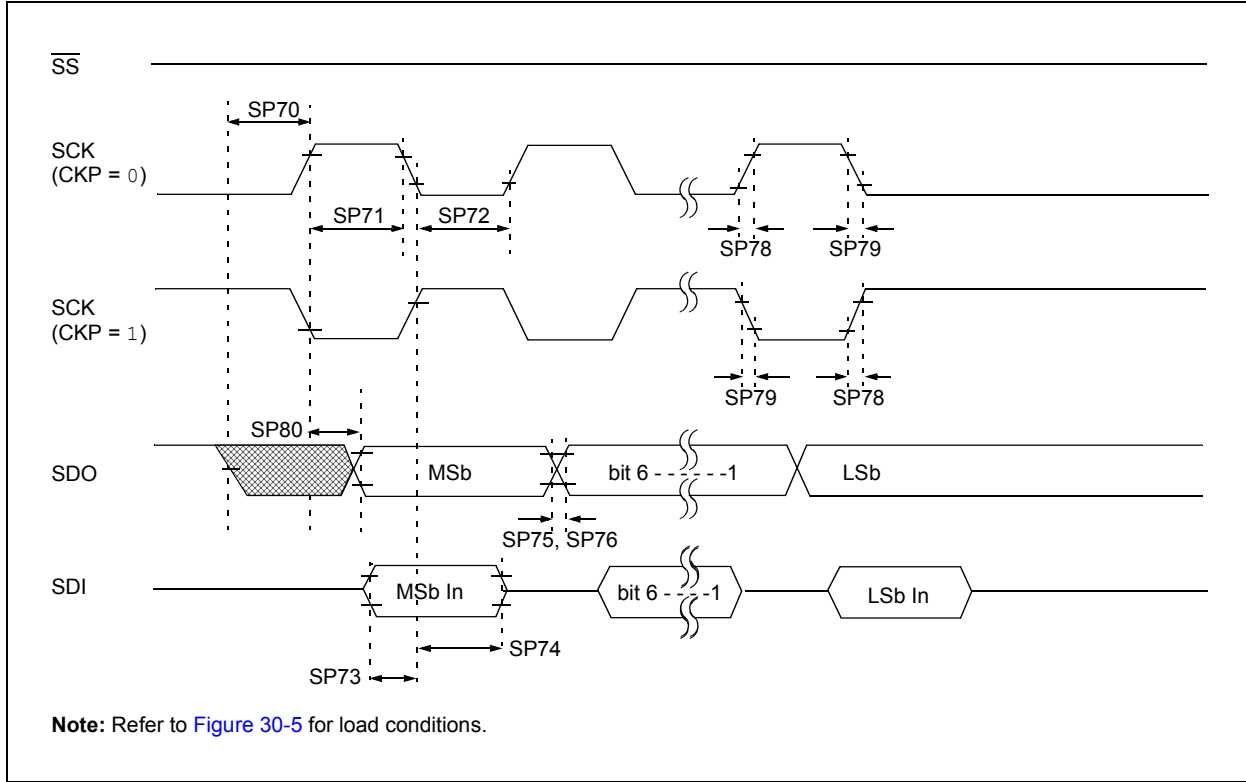 SS
SP70
SCK
(CKP = 0)
SP71
SP72
SP78
SP79
SCK
(CKP = 1)
SP79
SP78
SP80
SDO
MSb
bit 6 - - - - - -1
LSb
SP75, SP76
SDI
MSb In
bit 6 - - - -1
LSb In
SP74
SP73
Note: Refer to Figure 30-5 for load conditions.